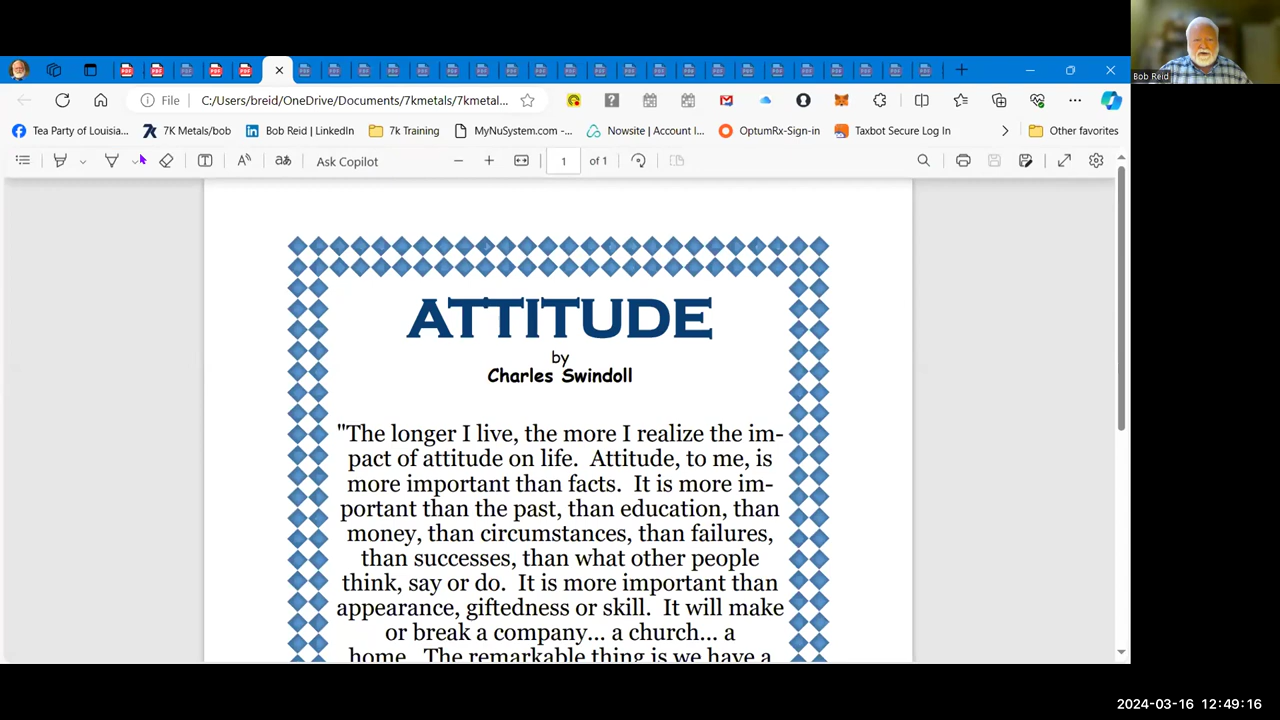 Bob Reid
File C:/Users/breid/OneDrive/Documents/7kmetals/7kmetal...
Tea Party of Louisia... 7K Metals/bob Bob Reid | LinkedIn 7k Training MyNuSystem.com -... Nowsite | Account I... OptumRx-Sign-in Taxbot Secure Log In Other favorites
Ask Copilot 1 of 1
ATTITUDE
by
Charles Swindoll
"The longer I live, the more I realize the im-
pact of attitude on life. Attitude, to me, is
more important than facts. It is more im-
portant than the past, than education, than
money, than circumstances, than failures,
than successes, than what other people
think, say or do. It is more important than
appearance, giftedness or skill. It will make
or break a company... a church... a
home. The remarkable thing is we have a
2024-03-16 12:49:16